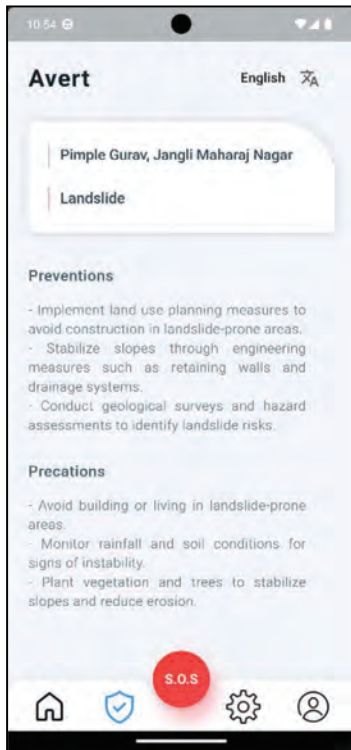 10:54
Avert
English
Pimple Gurav, Jangli Maharaj Nagar
Landslide
Preventions
- Implement land use planning measures to
avoid construction in landslide-prone areas.
- Stabilize slopes through engineering
measures such as retaining walls and
drainage systems.
- Conduct geological surveys and hazard
assessments to identify landslide risks.
Precations
- Avoid building or living in landslide-prone
areas.
- Monitor rainfall and soil conditions for
signs of instability.
- Plant vegetation and trees to stabilize
slopes and reduce erosion.
S.O.S